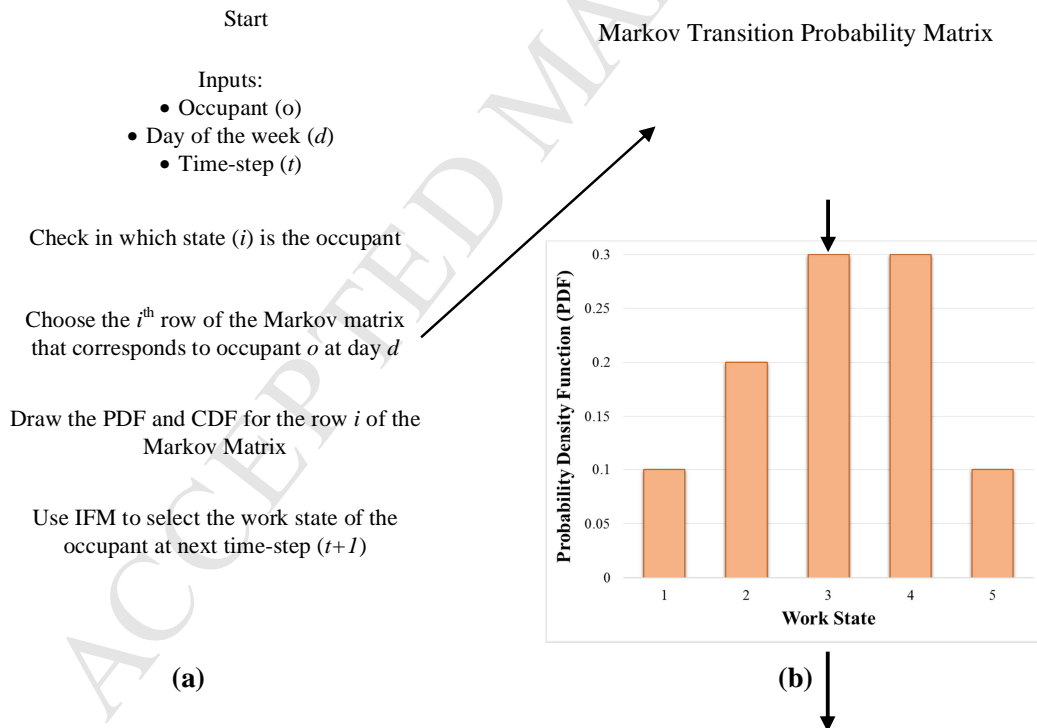 Start
Inputs:
• Occupant (o)
• Day of the week (d)
• Time-step (t)
Check in which state (i) is the occupant
Choose the ith row of the Markov matrix
that corresponds to occupant o at day d
Draw the PDF and CDF for the row i of the
Markov Matrix
Use IFM to select the work state of the
occupant at next time-step (t+1)
(a)
Markov Transition Probability Matrix
Probability Density Function (PDF)
0.3
0.25
0.2
0.15
0.1
0.05
0
1 2 3 4 5
Work State
(b)
ACCEPTED MA